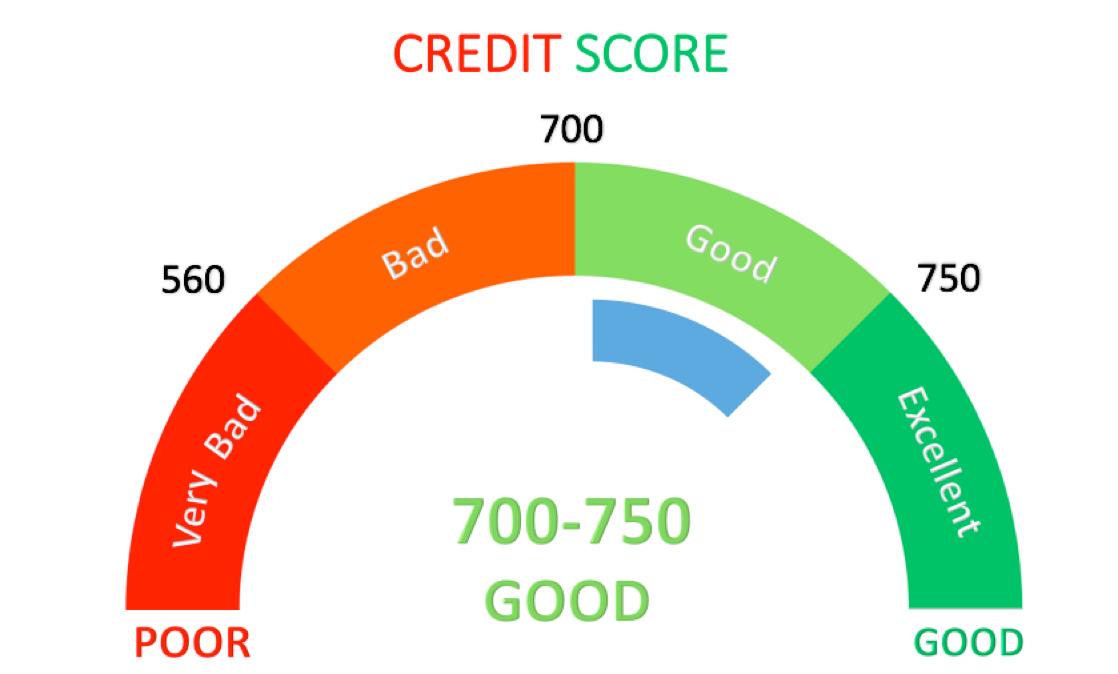 CREDIT SCORE
700
Bad
Good
560
750
Very Bad
Excellent
700-750
GOOD
POOR
GOOD